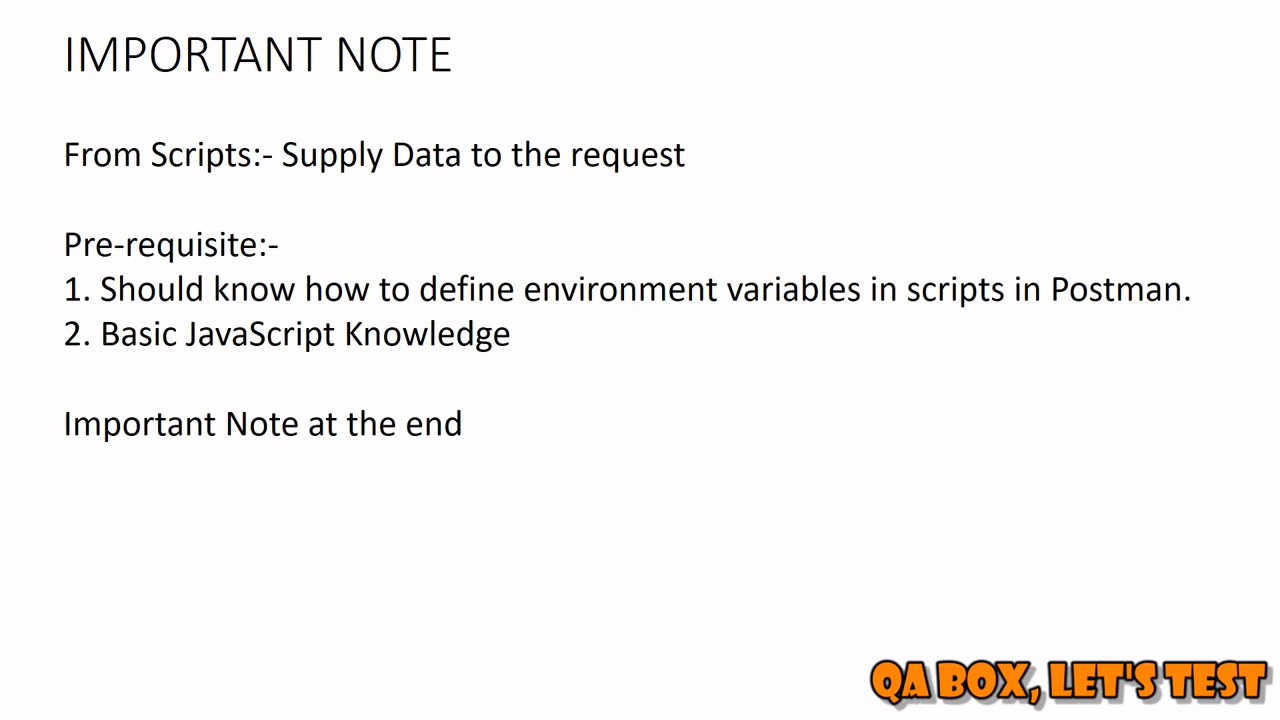 IMPORTANT NOTE
From Scripts:- Supply Data to the request
Pre-requisite:-
1. Should know how to define environment variables in scripts in Postman.
2. Basic JavaScript Knowledge
Important Note at the end
QA BOX, LET'S TEST